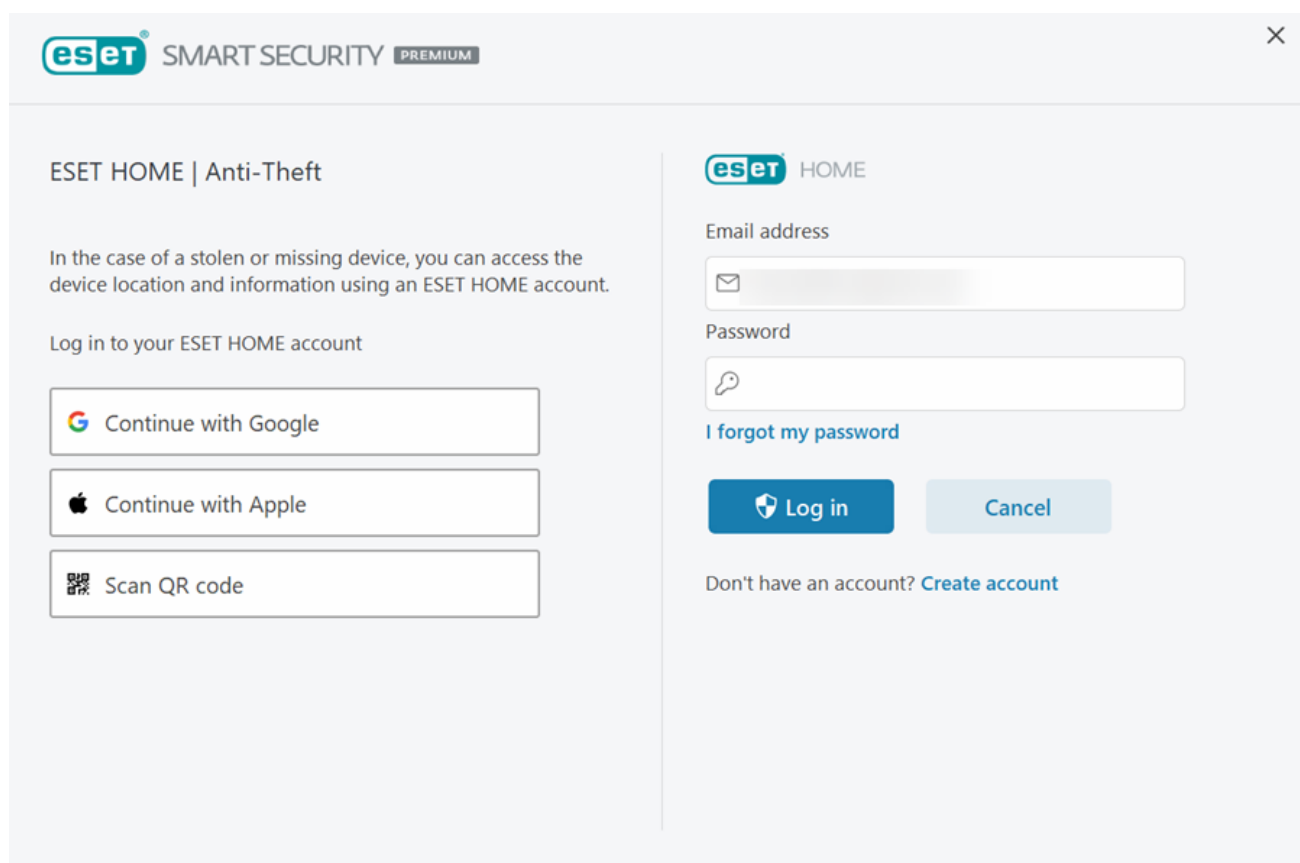 eset® SMART SECURITY PREMIUM
ESET HOME | Anti-Theft
In the case of a stolen or missing device, you can access the
device location and information using an ESET HOME account.
Log in to your ESET HOME account
Continue with Google
Continue with Apple
Scan QR code
eset HOME
Email address
Password
I forgot my password
Log in
Cancel
Don't have an account? Create account